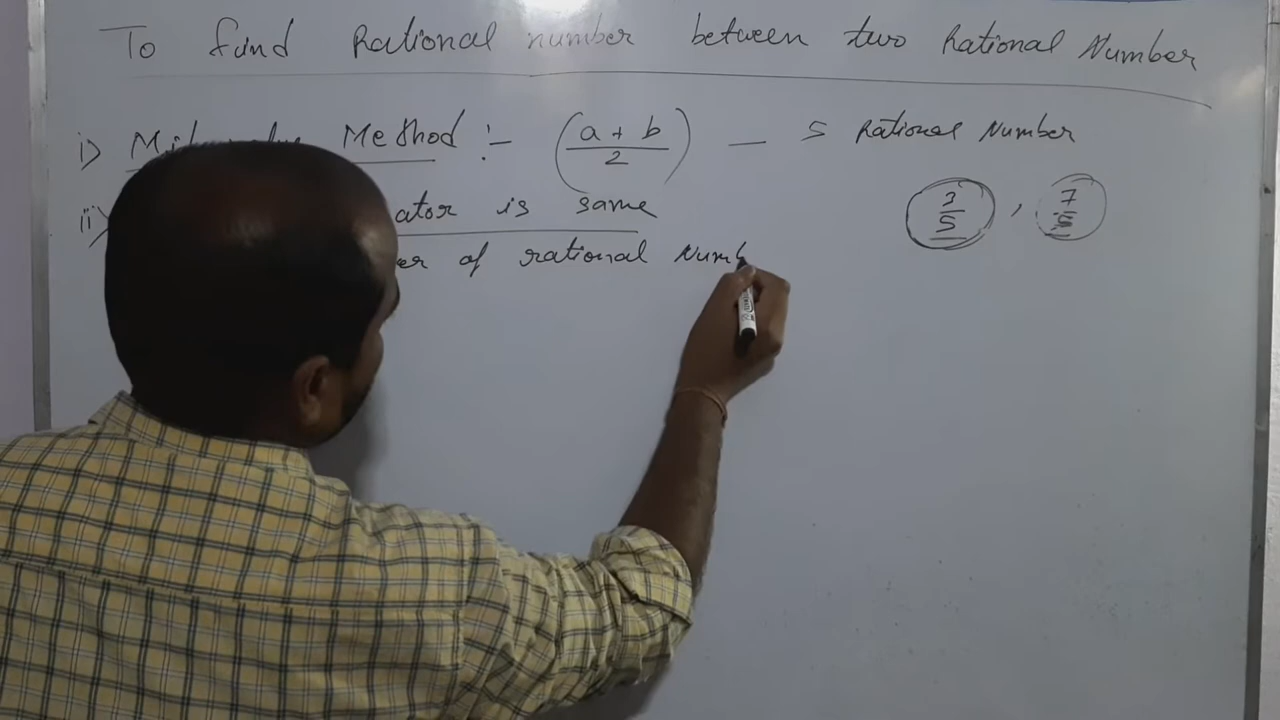 To find Rational number between two Rational Number
i) Mid Method :- (a + b / 2) — 5 Rational Number
ii) ator is same 3/5 , 7/5
er of rational Numb